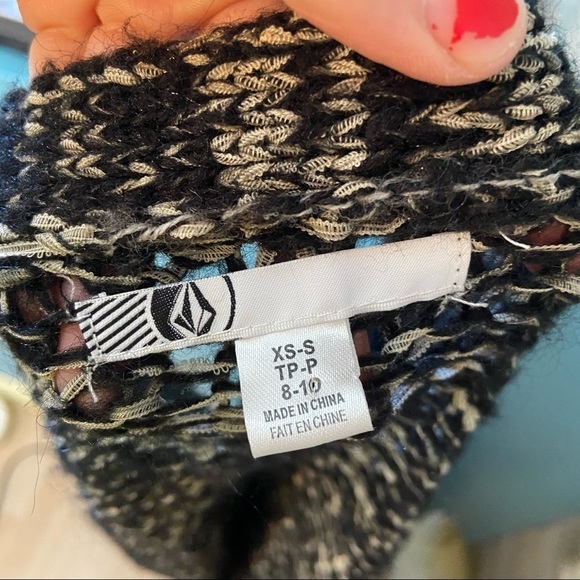 XS-S
TP-P
8-10
MADE IN CHINA
FAIT EN CHINE